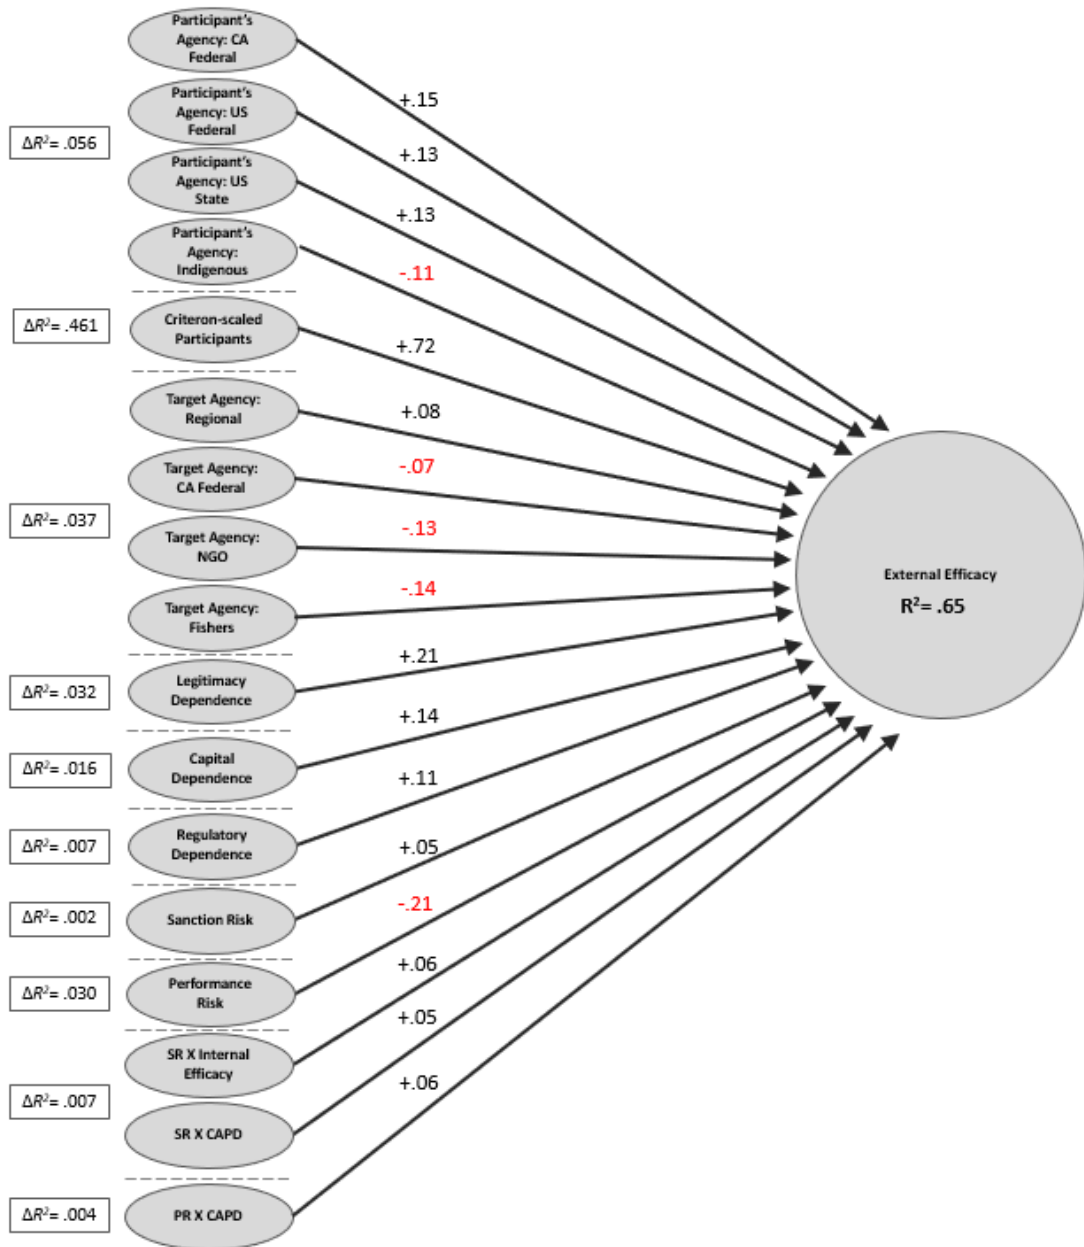 Participant's
Agency: CA
Federal
+.15
Participant's
Agency: US
Federal
ΔR²= .056
+.13
Participant's
Agency: US
State
+.13
Participant's
Agency:
Indigenous
-.11
ΔR²= .461
Criteron-scaled
Participants
+.72
Target Agency:
Regional
+.08
Target Agency:
CA Federal
-.07
ΔR²= .037
Target Agency:
NGO
-.13
Target Agency:
Fishers
-.14
External Efficacy
R²= .65
ΔR²= .032
Legitimacy
Dependence
+.21
ΔR²= .016
Capital
Dependence
+.14
ΔR²= .007
Regulatory
Dependence
+.11
ΔR²= .002
Sanction Risk
+.05
ΔR²= .030
Performance
Risk
-.21
SR X Internal
Efficacy
+.06
ΔR²= .007
SR X CAPD
+.05
ΔR²= .004
PR X CAPD
+.06